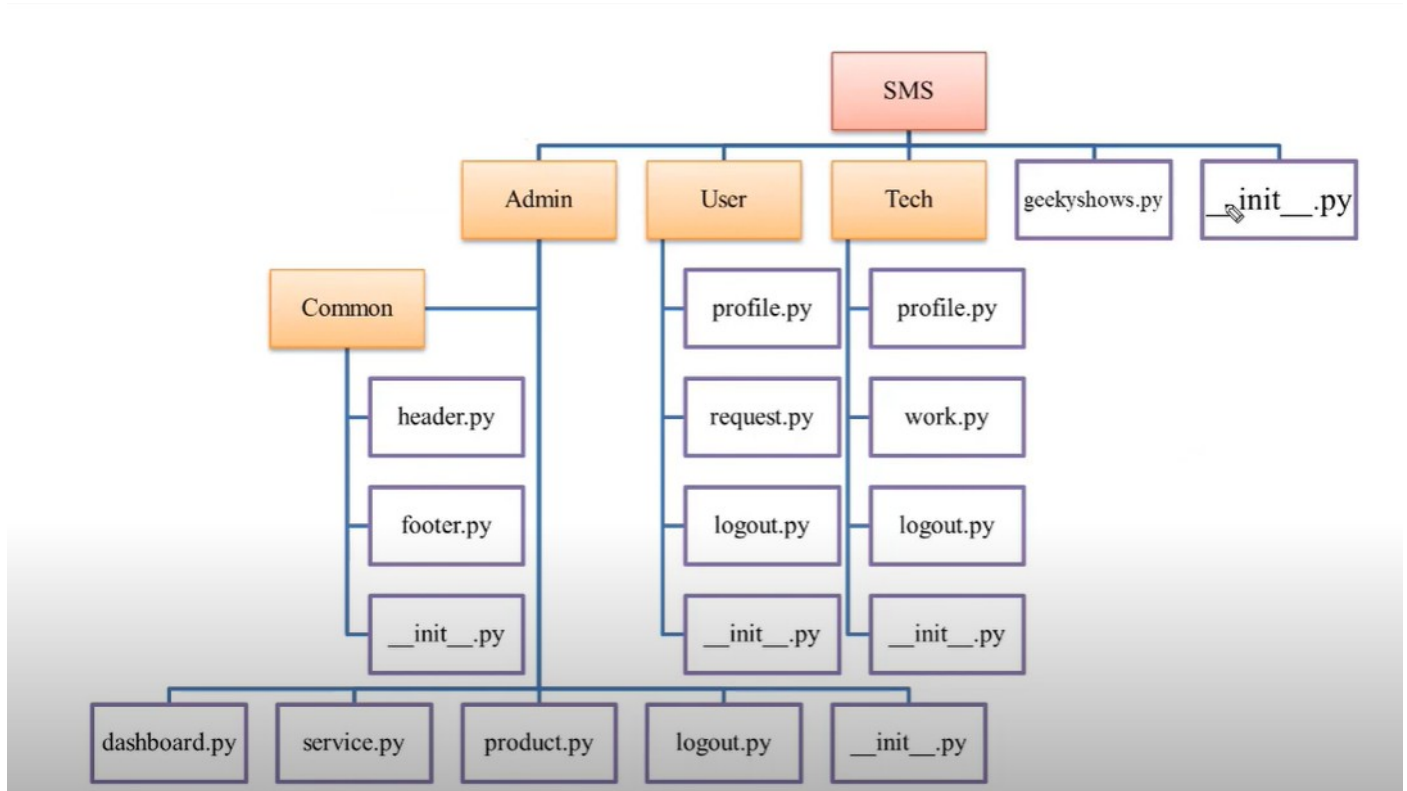 SMS
Admin
User
Tech
geekyshows.py
__init__.py
Common
profile.py
profile.py
header.py
request.py
work.py
footer.py
logout.py
logout.py
__init__.py
__init__.py
__init__.py
dashboard.py
service.py
product.py
logout.py
__init__.py